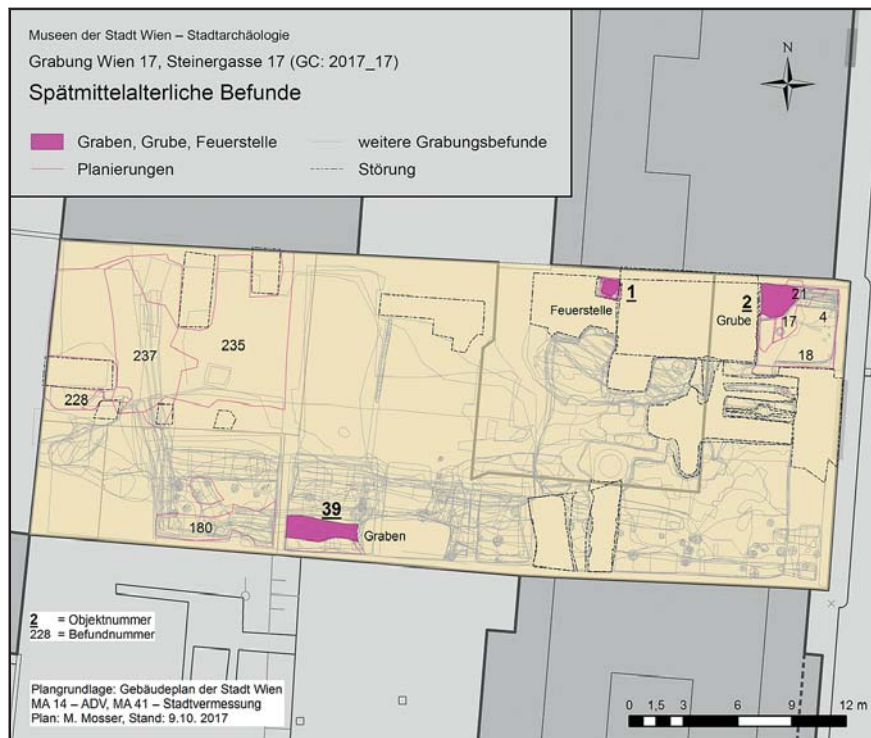 Museen der Stadt Wien – Stadtarchäologie
Grabung Wien 17, Steinergasse 17 (GC: 2017_17)
Spätmittelalterliche Befunde
Graben, Grube, Feuerstelle
weitere Grabungsbefunde
Planierungen
Störung
N
1
Feuerstelle
2
Grube
21
17
4
18
237
235
228
180
39
Graben
2 = Objektnummer
228 = Befundnummer
Plangrundlage: Gebäudeplan der Stadt Wien
MA 14 – ADV, MA 41 – Stadtvermessung
Plan: M. Mosser, Stand: 9.10. 2017
0 1,5 3 6 9 12 m